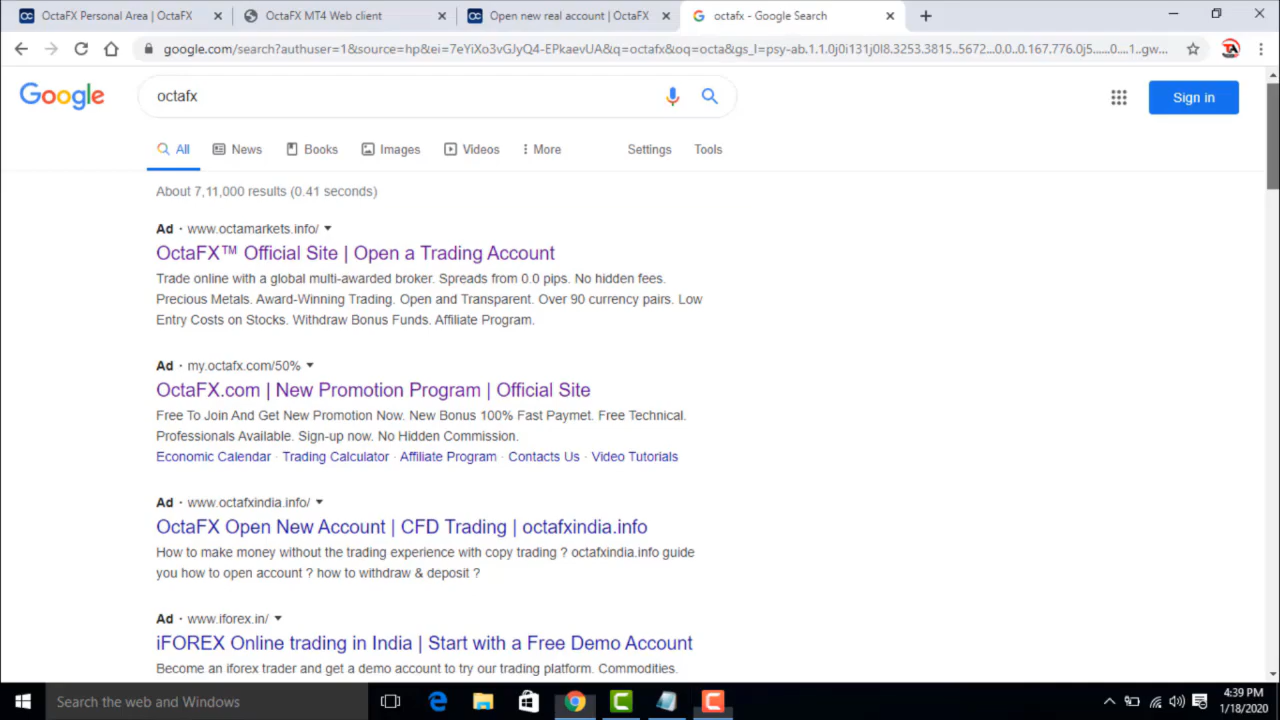 OctaFX Personal Area | OctaFX
OctaFX MT4 Web client
Open new real account | OctaFX
octafx - Google Search
google.com/search?authuser=1&source=hp&ei=7eYiXo3vGJyQ4-EPkaevUA&q=octafx&oq=octa&gs_l=psy-ab.1.1.0j0i131j0l8.3253.3815..5672...0.0..0.167.776.0j5......0....1..gw...
TA
Google
octafx
Sign in
All News Books Images Videos More Settings Tools
About 7,11,000 results (0.41 seconds)
Ad · www.octamarkets.info/
OctaFX™ Official Site | Open a Trading Account
Trade online with a global multi-awarded broker. Spreads from 0.0 pips. No hidden fees.
Precious Metals. Award-Winning Trading. Open and Transparent. Over 90 currency pairs. Low
Entry Costs on Stocks. Withdraw Bonus Funds. Affiliate Program.
Ad · my.octafx.com/50%
OctaFX.com | New Promotion Program | Official Site
Free To Join And Get New Promotion Now. New Bonus 100% Fast Paymet. Free Technical.
Professionals Available. Sign-up now. No Hidden Commission.
Economic Calendar · Trading Calculator · Affiliate Program · Contacts Us · Video Tutorials
Ad · www.octafxindia.info/
OctaFX Open New Account | CFD Trading | octafxindia.info
How to make money without the trading experience with copy trading ? octafxindia.info guide
you how to open account ? how to withdraw & deposit ?
Ad · www.iforex.in/
iFOREX Online trading in India | Start with a Free Demo Account
Become an iforex trader and get a demo account to try our trading platform. Commodities.
Search the web and Windows
4:39 PM
1/18/2020